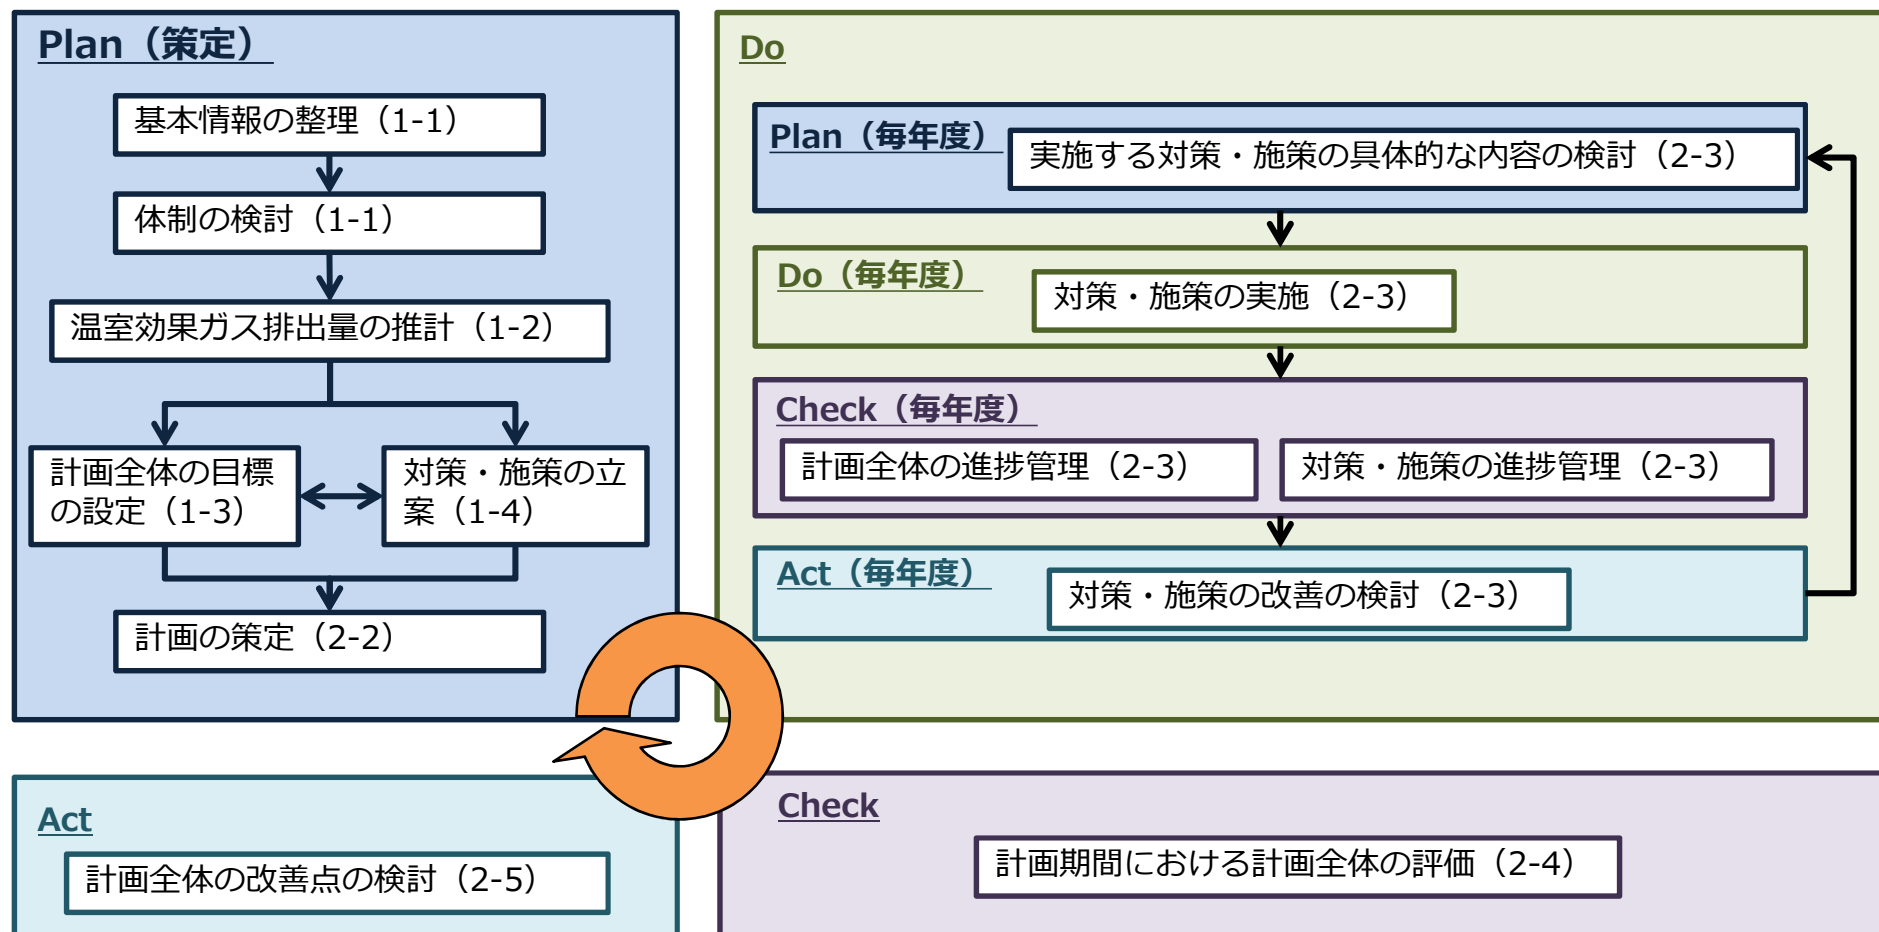 Plan（策定）
基本情報の整理（1-1）
体制の検討（1-1）
温室効果ガス排出量の推計（1-2）
計画全体の目標
の設定（1-3）
対策・施策の立
案（1-4）
計画の策定（2-2）
Do
Plan（毎年度）
実施する対策・施策の具体的な内容の検討（2-3）
Do（毎年度）
対策・施策の実施（2-3）
Check（毎年度）
計画全体の進捗管理（2-3）
対策・施策の進捗管理（2-3）
Act（毎年度）
対策・施策の改善の検討（2-3）
Act
計画全体の改善点の検討（2-5）
Check
計画期間における計画全体の評価（2-4）